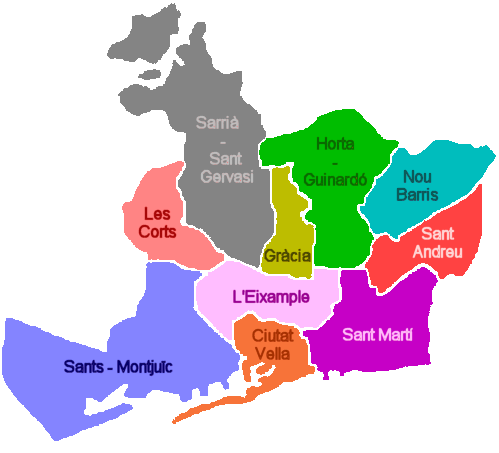 Sarrià
-
Sant
Gervasi
Horta
-
Guinardó
Nou
Barris
Les
Corts
Sant
Andreu
Gràcia
L'Eixample
Ciutat
Vella
Sant Martí
Sants - Montjuïc